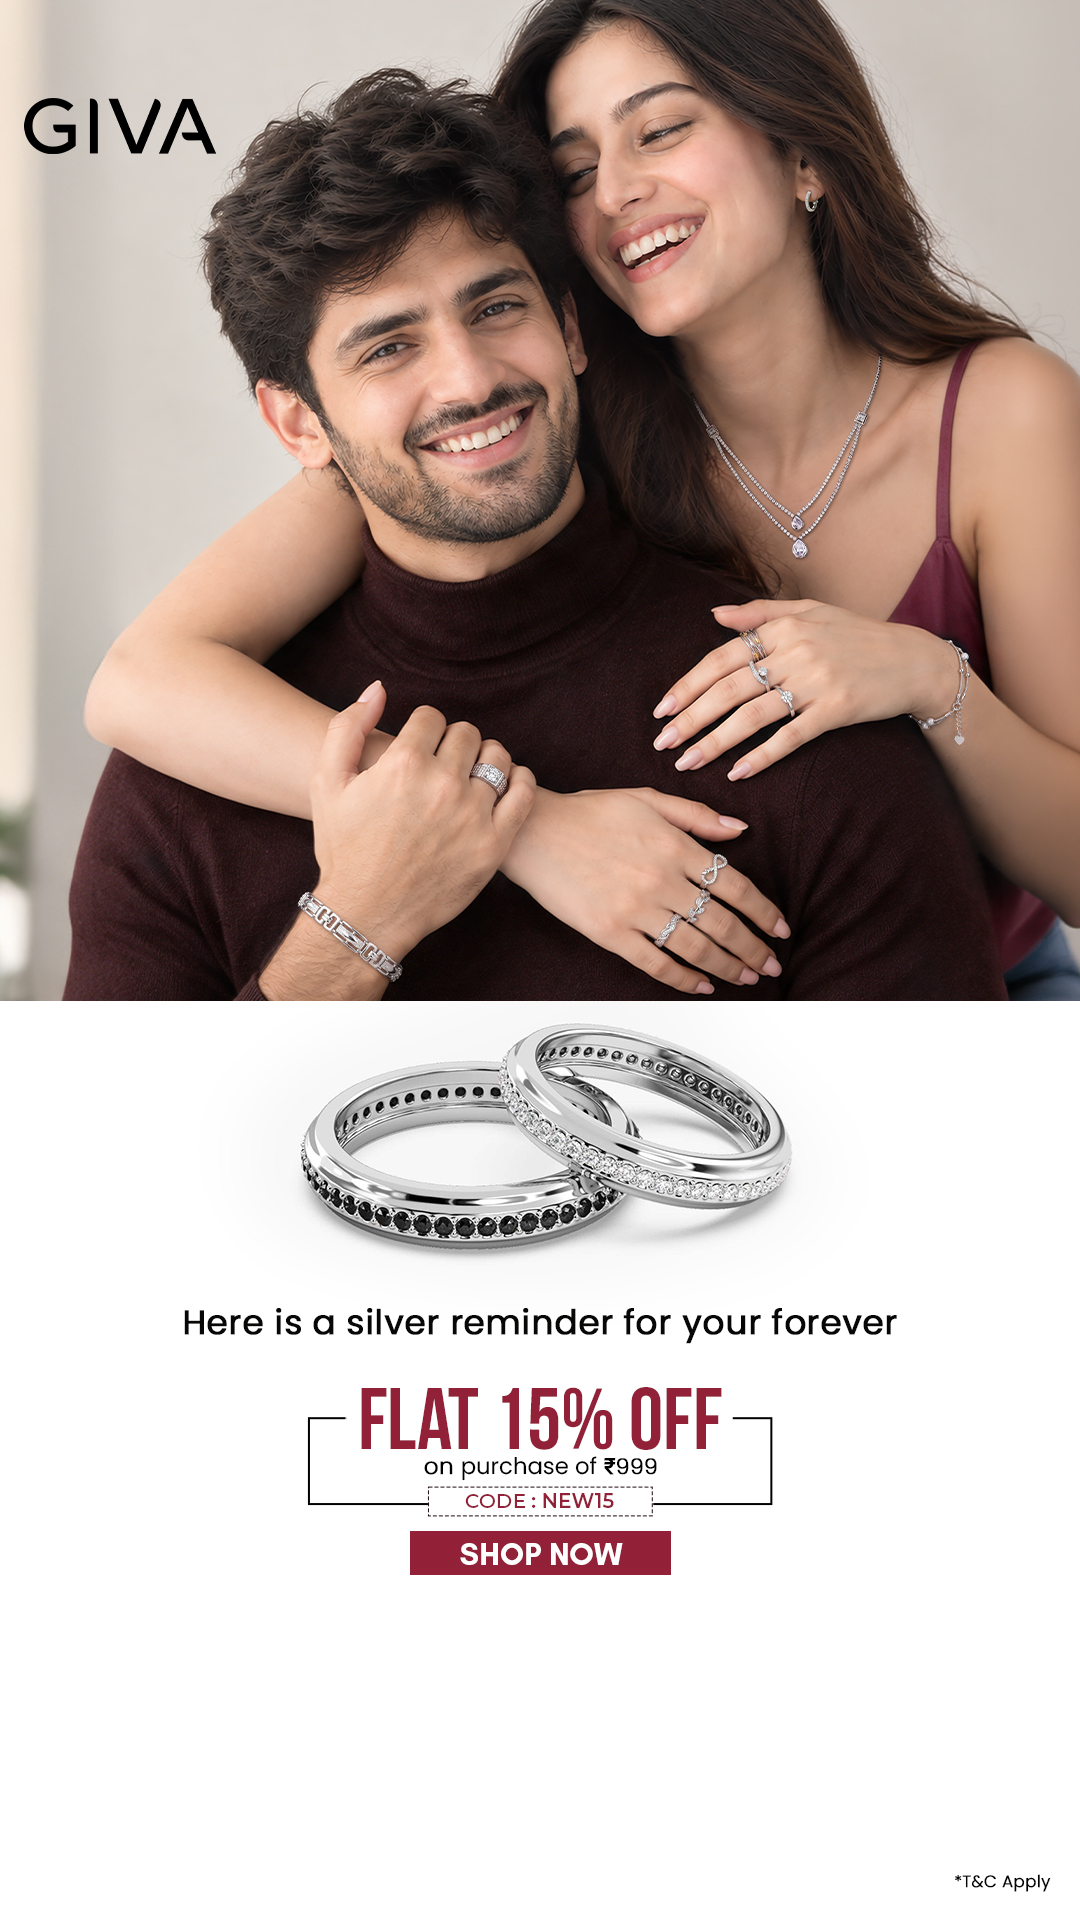 GIVA
Here is a silver reminder for your forever
FLAT 15% OFF
on purchase of ₹999
CODE : NEW15
SHOP NOW
*T&C Apply